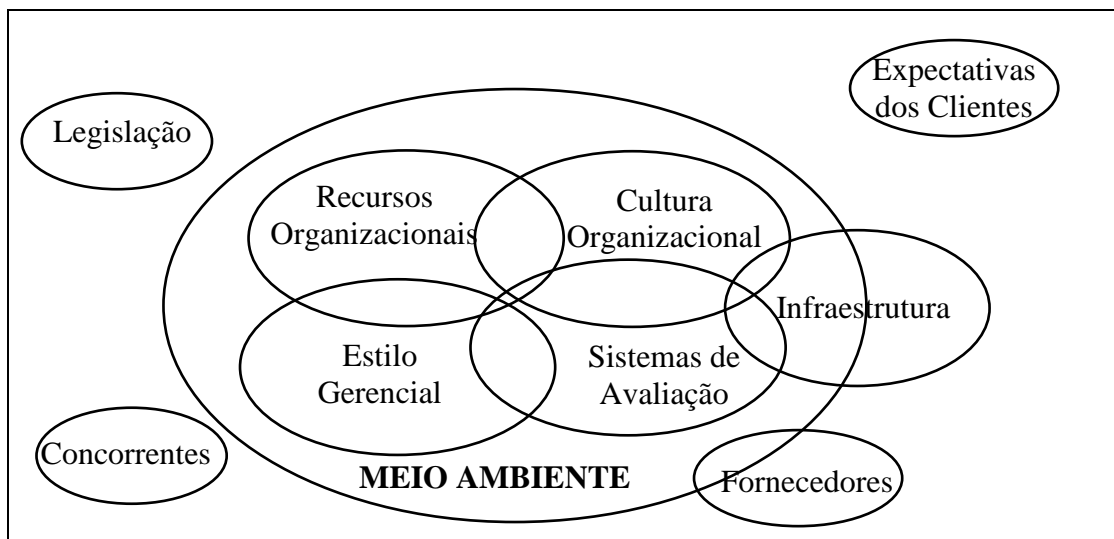 Expectativas
dos Clientes
Legislação
Recursos
Organizacionais
Cultura
Organizacional
Infraestrutura
Estilo
Gerencial
Sistemas de
Avaliação
Concorrentes
MEIO AMBIENTE
Fornecedores